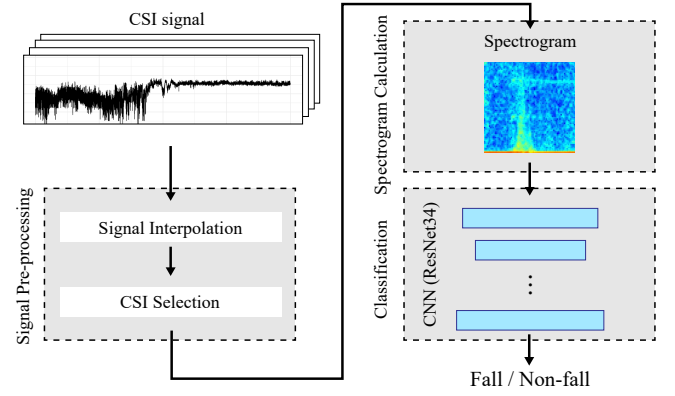 CSI signal
Signal Pre-processing
Signal Interpolation
CSI Selection
Spectrogram Calculation
Spectrogram
Classification
CNN (ResNet34)
Fall / Non-fall